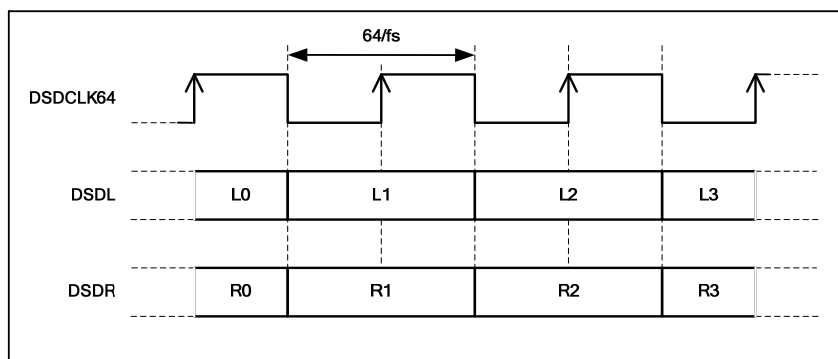 64/fs
DSDCLK64
DSDL L0 L1 L2 L3
DSDR R0 R1 R2 R3